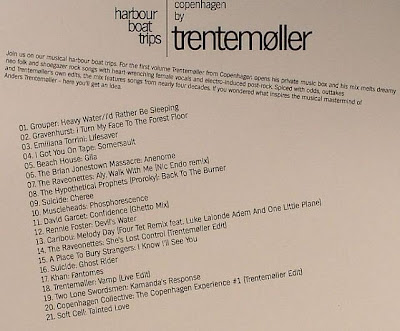 harbour
boat
trips
copenhagen
by
trentemøller
Join us on our musical harbour boat trips. For the first volume Trentemøller from Copenhagen opens his private music box and his mix melts dreamy
neo folk and shoegazer rock songs with heart-wrenching female vocals and electro-induced post-rock. Spiced with odds, outtakes
and Trentemøller's own edits, the mix features songs from nearly four decades. If you wondered what inspires the musical mastermind of
Anders Trentemøller - here you'll get an idea.
01. Grouper: Heavy Water/I'd Rather Be Sleeping
02. Gravenhurst: I Turn My Face To The Forest Floor
03. Emiliana Torrini: Lifesaver
04. I Got You On Tape: Somersault
05. Beach House: Gila
06. The Brian Jonestown Massacre: Anenome
07. The Raveonettes: Aly, Walk With Me [Nic Endo remix]
08. The Hypothetical Prophets [Proroky]: Back To The Burner
09. Suicide: Cheree
10. Muscleheads: Phosphorescence
11. David Garcet: Confidence [Ghetto Mix]
12. Rennie Foster: Devil's Water
13. Caribou: Melody Day [Four Tet Remix feat. Luke Lalonde Adem And One Little Plane]
14. The Raveonettes: She's Lost Control [Trentemøller Edit]
15. A Place To Bury Strangers: I Know I'll See You
16. Suicide: Ghost Rider
17. Khan: Fantomes
18. Trentemøller: Vamp [Live Edit]
19. Two Lone Swordsmen: Kamanda's Response
20. Copenhagen Collective: The Copenhagen Experience #1 [Trentemøller Edit]
21. Soft Cell: Tainted Love